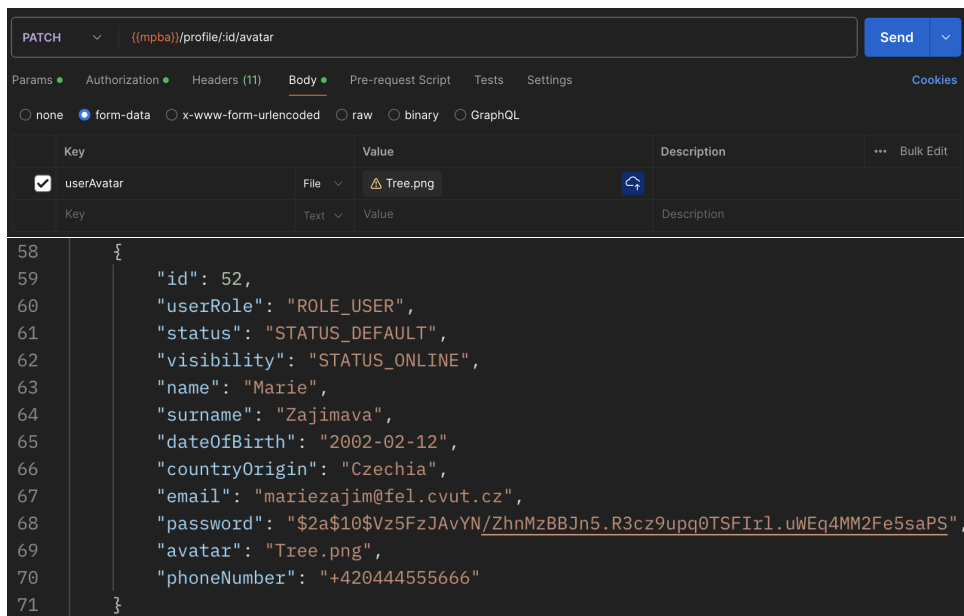 PATCH {{mpba}}/profile/:id/avatar Send
Params Authorization Headers (11) Body Pre-request Script Tests Settings Cookies
none form-data x-www-form-urlencoded raw binary GraphQL
Key Value Description ••• Bulk Edit
userAvatar File Tree.png
Key Text Value Description
58 {
59 "id": 52,
60 "userRole": "ROLE_USER",
61 "status": "STATUS_DEFAULT",
62 "visibility": "STATUS_ONLINE",
63 "name": "Marie",
64 "surname": "Zajimava",
65 "dateOfBirth": "2002-02-12",
66 "countryOrigin": "Czechia",
67 "email": "mariezajim@fel.cvut.cz",
68 "password": "$2a$10$Vz5FzJAvYN/ZhnMzBBJn5.R3cz9upq0TSFIrl.uWEq4MM2Fe5saPS",
69 "avatar": "Tree.png",
70 "phoneNumber": "+420444555666"
71 }